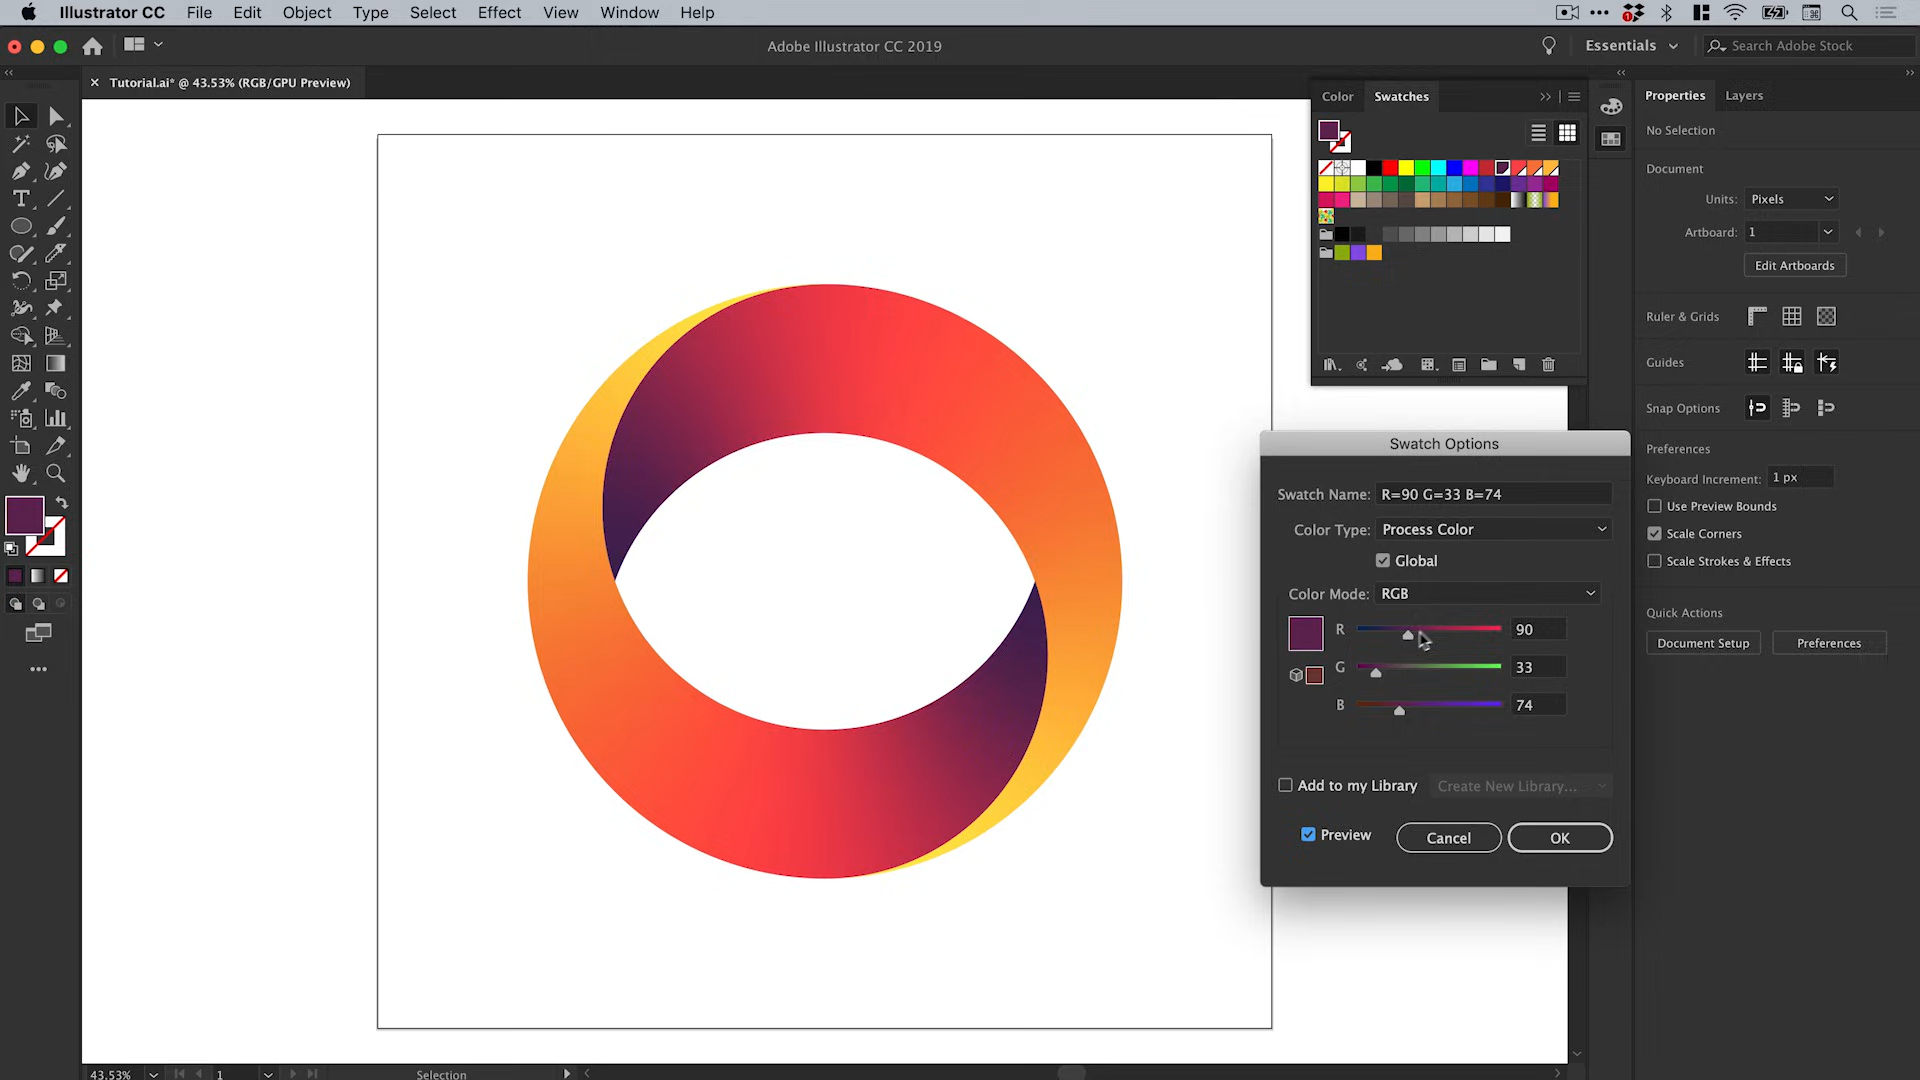 Illustrator CC File Edit Object Type Select Effect View Window Help
Adobe Illustrator CC 2019
Essentials
Search Adobe Stock
Tutorial.ai* @ 43.53% (RGB/GPU Preview)
Color Swatches
Properties Layers
No Selection
Document
Units: Pixels
Artboard: 1
Edit Artboards
Ruler & Grids
Guides
Snap Options
Preferences
Keyboard Increment: 1 px
Use Preview Bounds
Scale Corners
Scale Strokes & Effects
Quick Actions
Document Setup Preferences
Swatch Options
Swatch Name: R=90 G=33 B=74
Color Type: Process Color
Global
Color Mode: RGB
R 90
G 33
B 74
Add to my Library Create New Library...
Preview Cancel OK
43.53% 1 Selection